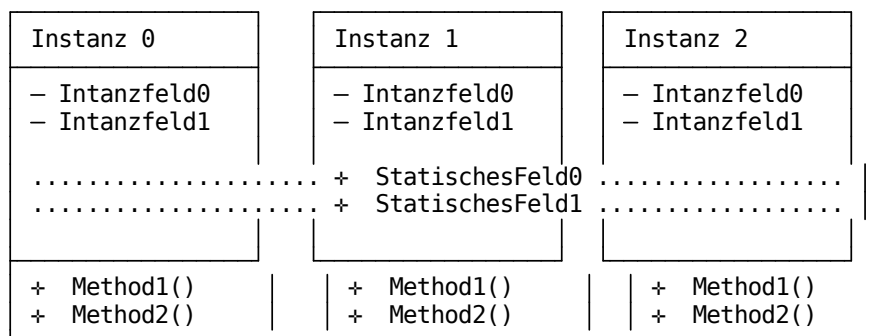 Instanz 0 Instanz 1 Instanz 2
– Intanzfeld0 – Intanzfeld0 – Intanzfeld0
– Intanzfeld1 – Intanzfeld1 – Intanzfeld1
..................... ÷ StatischesFeld0 ..................
..................... ÷ StatischesFeld1 ..................
÷ Method1() ÷ Method1() ÷ Method1()
÷ Method2() ÷ Method2() ÷ Method2()